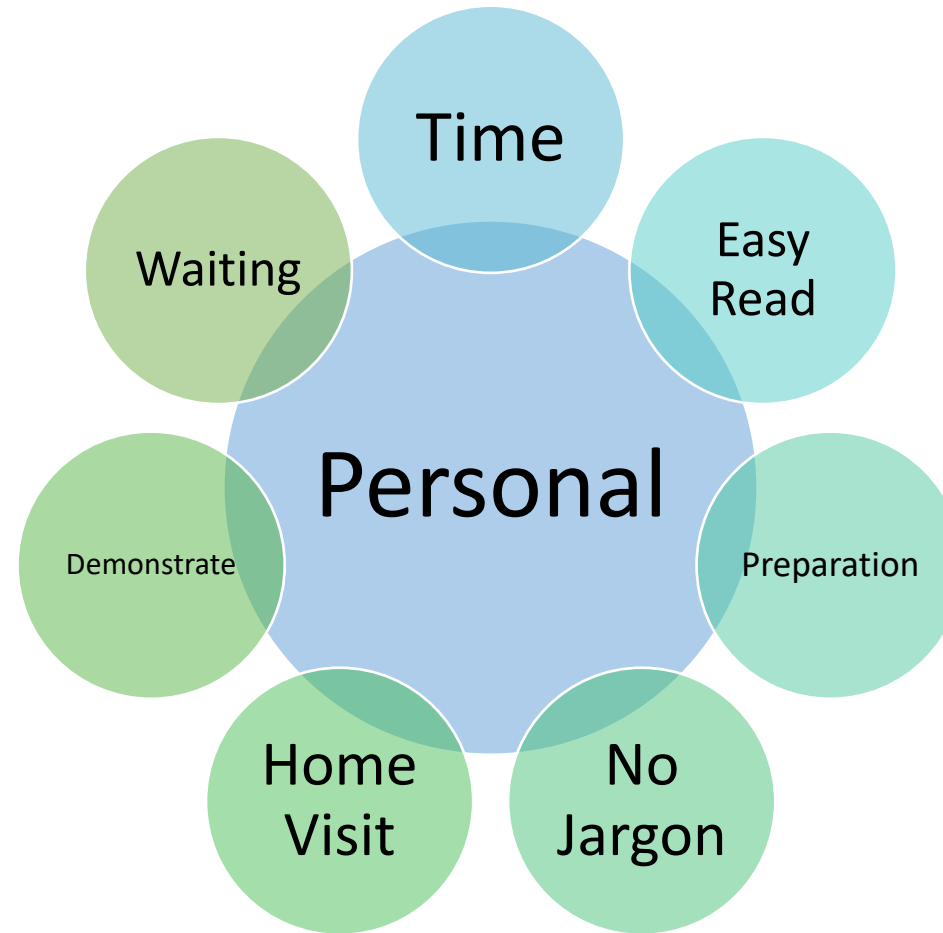 Time
Easy
Read
Preparation
No
Jargon
Home
Visit
Demonstrate
Waiting
Personal